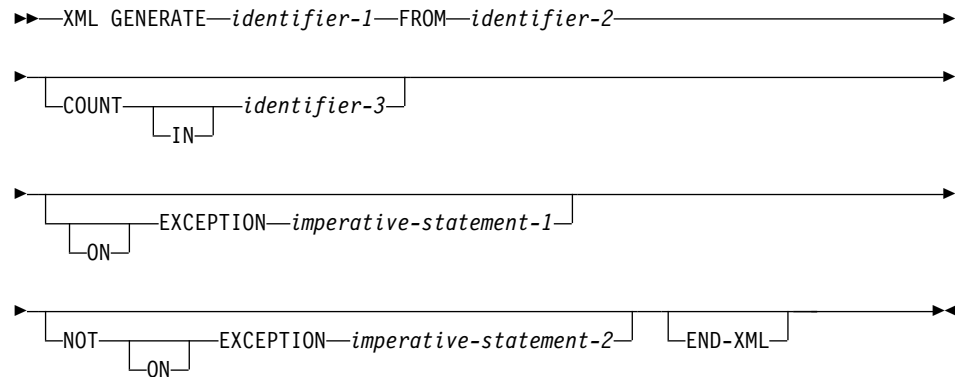 XML GENERATE identifier-1 FROM identifier-2
COUNT IN identifier-3
ON EXCEPTION imperative-statement-1
NOT ON EXCEPTION imperative-statement-2 END-XML